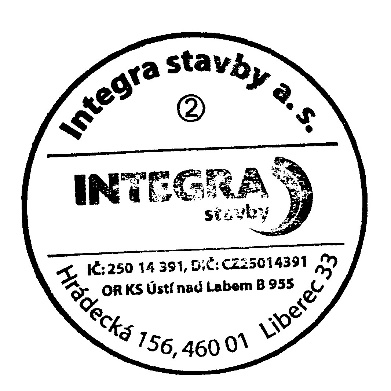 Integra stavby a.s.
2
INTEGRA
stavby
IČ: 250 14 391, DIČ: CZ25014391
OR KS Ústí nad Labem B 955
Hrádecká 156, 460 01 Liberec 33